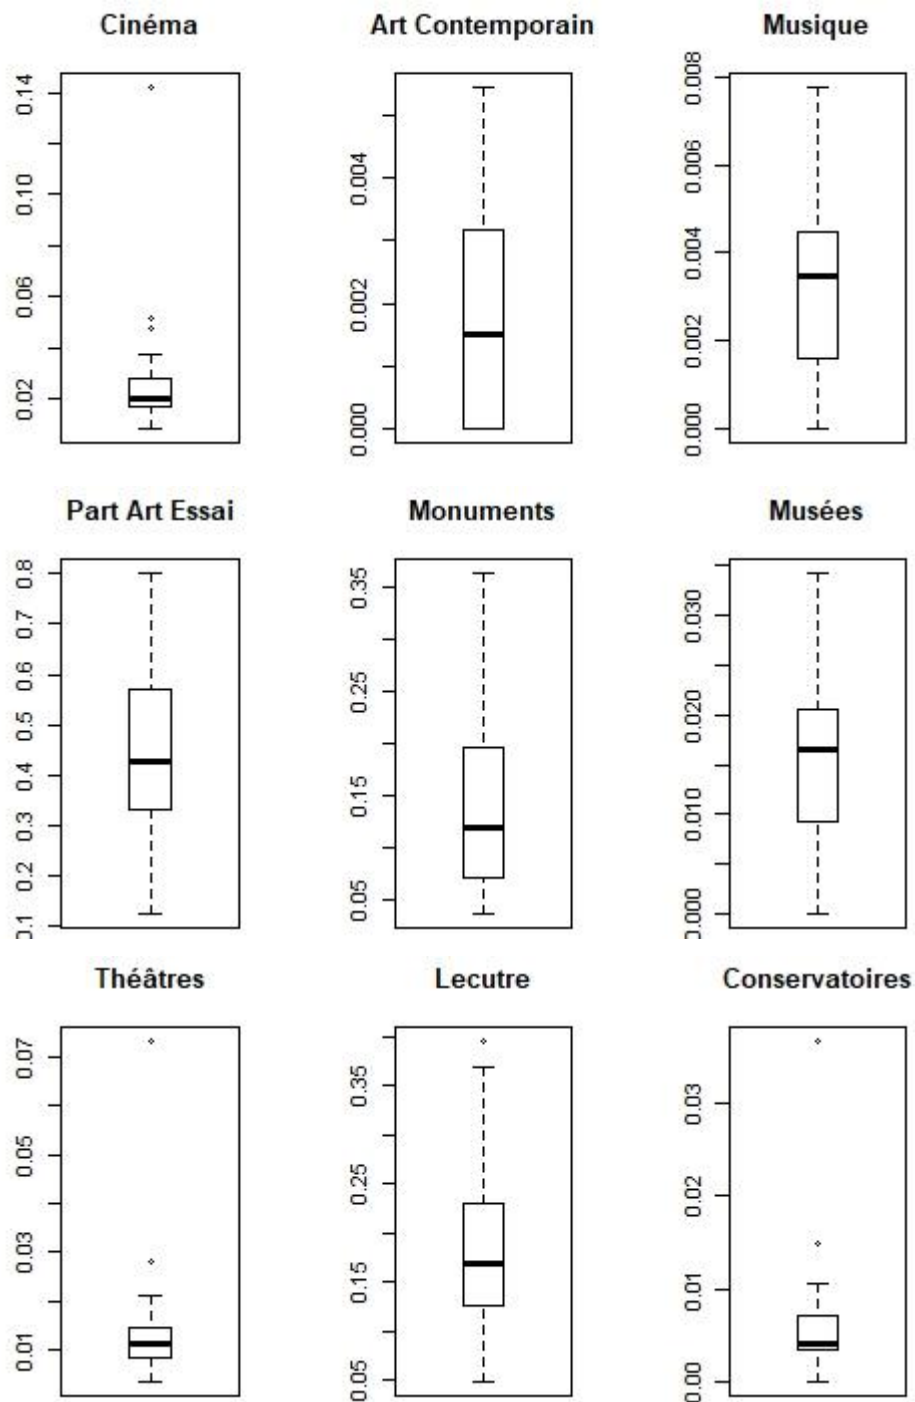 Cinéma
0.02 0.06 0.10 0.14
Art Contemporain
0.000 0.002 0.004
Musique
0.000 0.002 0.004 0.006 0.008
Part Art Essai
0.1 0.2 0.3 0.4 0.5 0.6 0.7 0.8
Monuments
0.05 0.15 0.25 0.35
Musées
0.000 0.010 0.020 0.030
Théâtres
0.01 0.03 0.05 0.07
Lecutre
0.05 0.15 0.25 0.35
Conservatoires
0.00 0.01 0.02 0.03